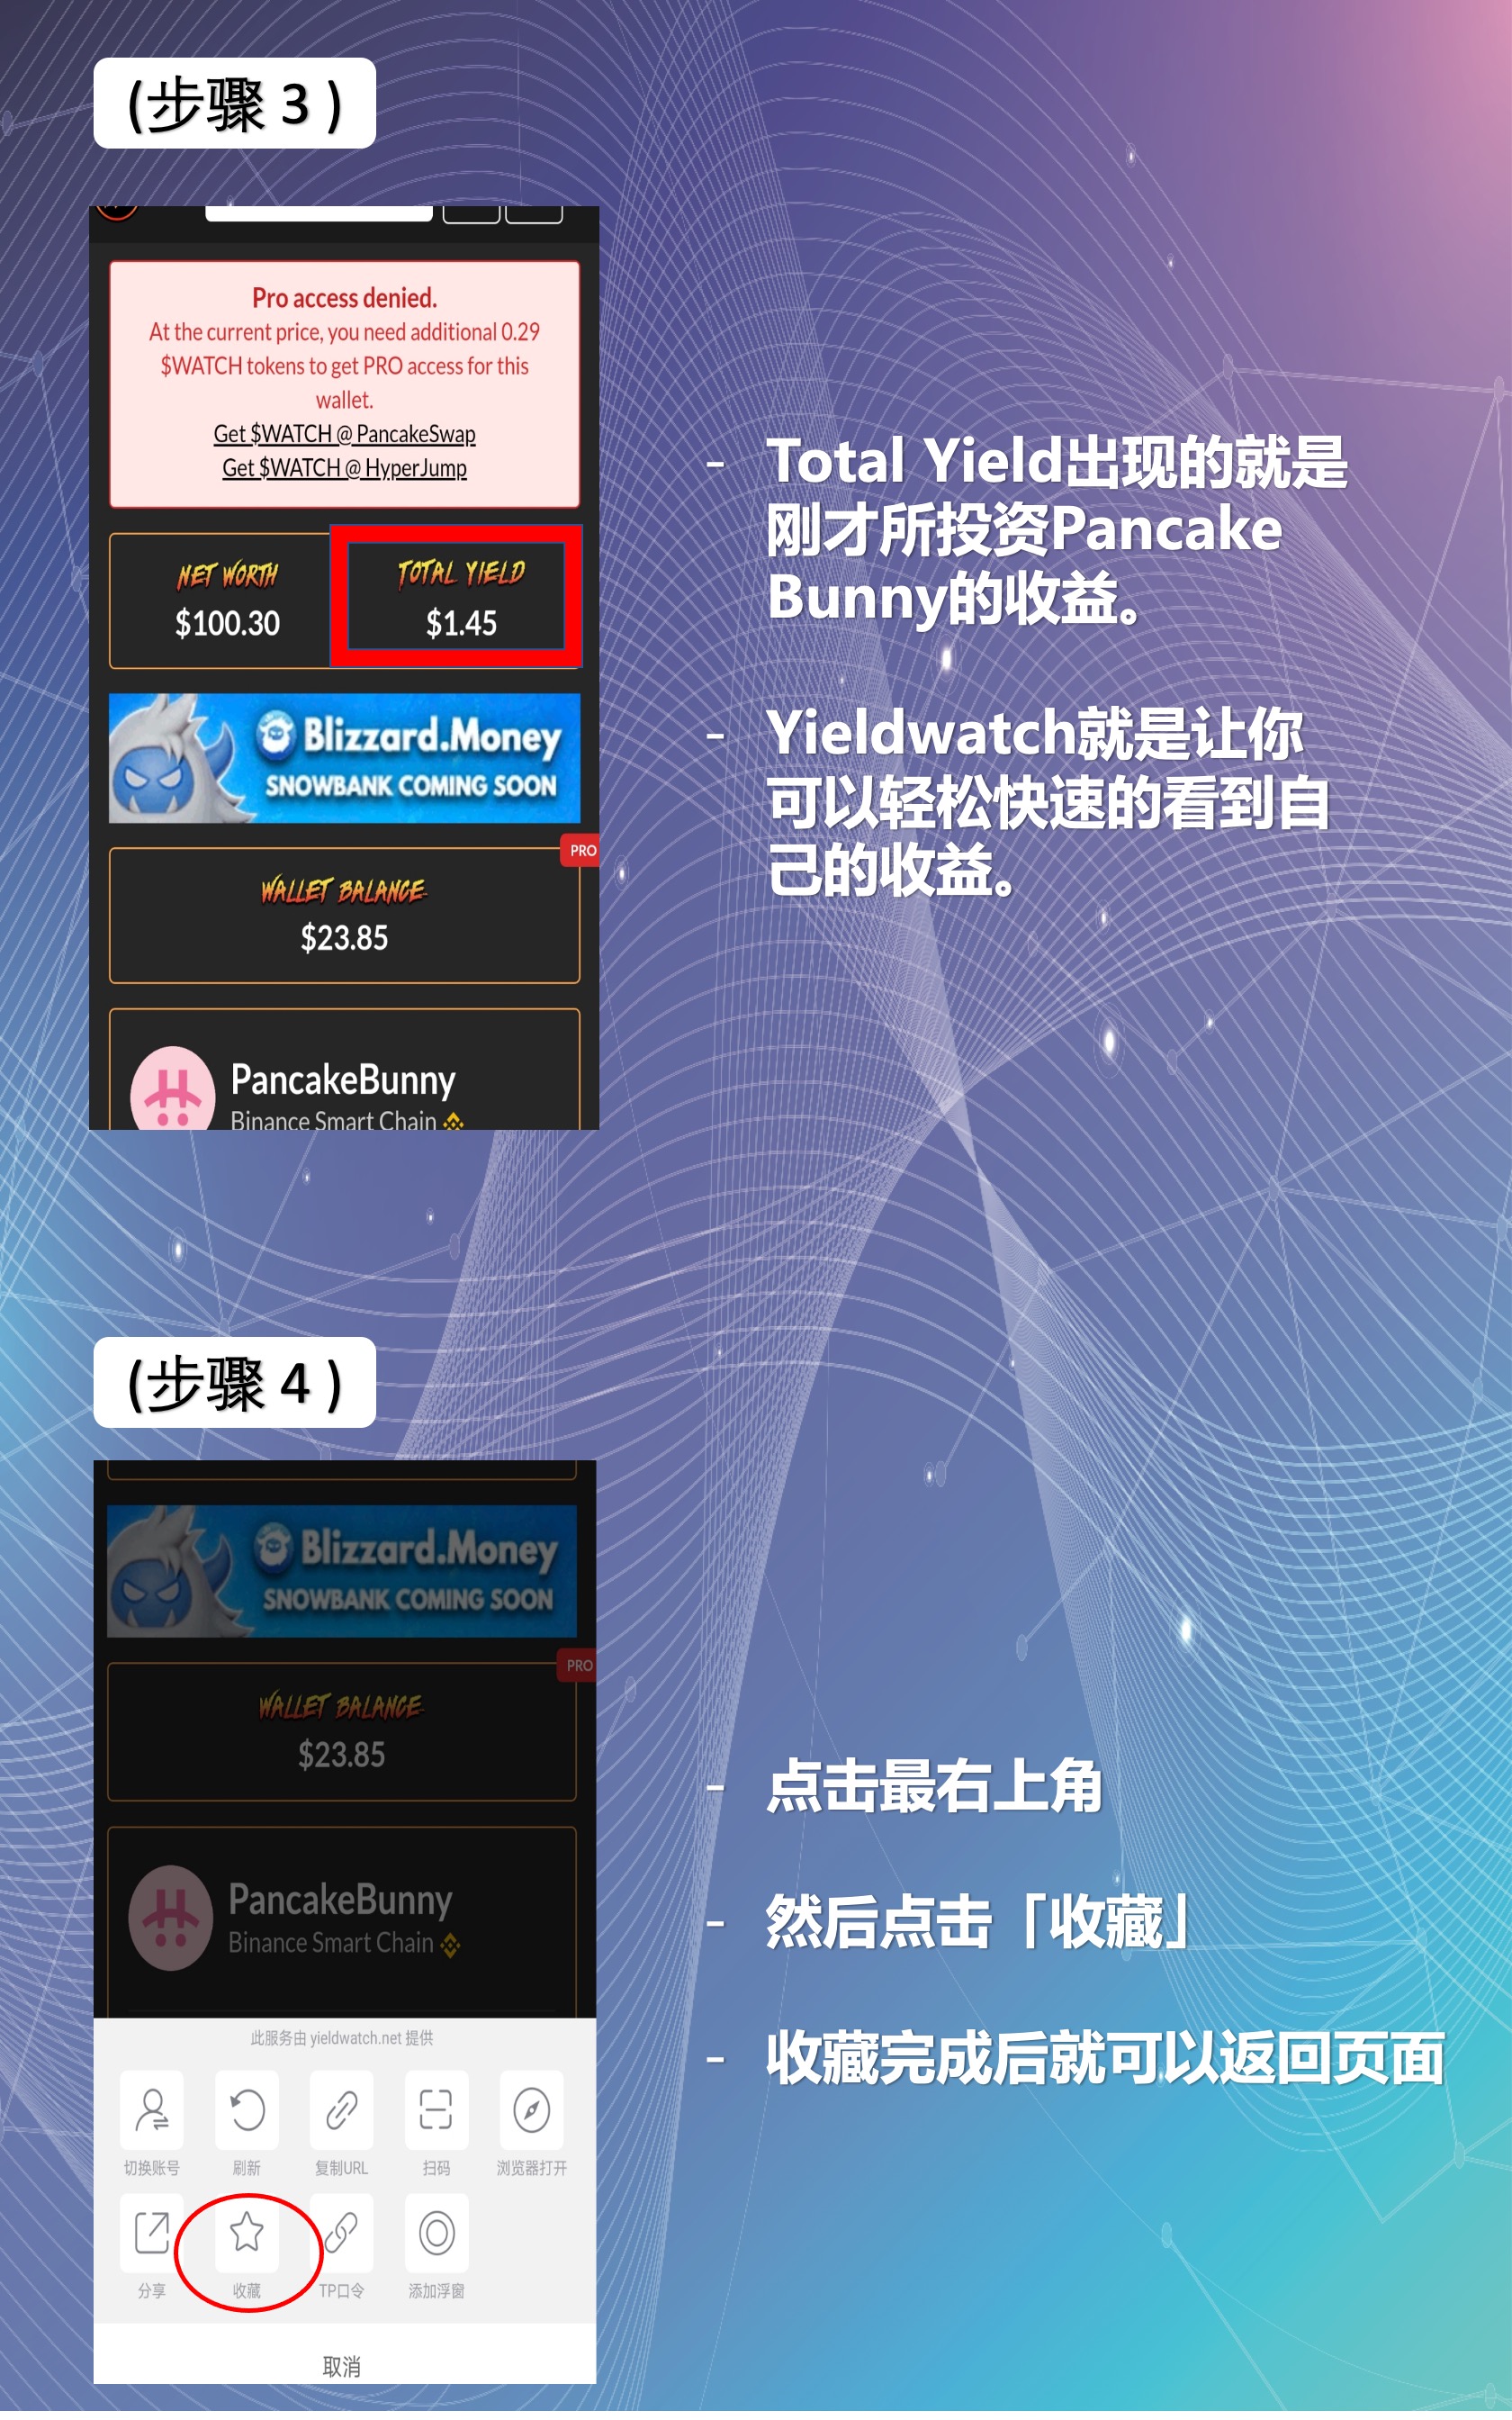 (步骤 3 )
Pro access denied.
At the current price, you need additional 0.29
$WATCH tokens to get PRO access for this
wallet.
Get $WATCH @ PancakeSwap
Get $WATCH @ HyperJump
NET WORTH
$100.30
TOTAL YIELD
$1.45
Blizzard.Money
SNOWBANK COMING SOON
PRO
WALLET BALANCE
$23.85
PancakeBunny
Binance Smart Chain
- Total Yield出现的就是
刚才所投资Pancake
Bunny的收益。
- Yieldwatch就是让你
可以轻松快速的看到自
己的收益。
(步骤 4 )
Blizzard.Money
SNOWBANK COMING SOON
PRO
WALLET BALANCE
$23.85
PancakeBunny
Binance Smart Chain
此服务由 yieldwatch.net 提供
切换账号 刷新 复制URL 扫码 浏览器打开
分享 收藏 TP口令 添加浮窗
取消
- 点击最右上角
- 然后点击「收藏」
- 收藏完成后就可以返回页面